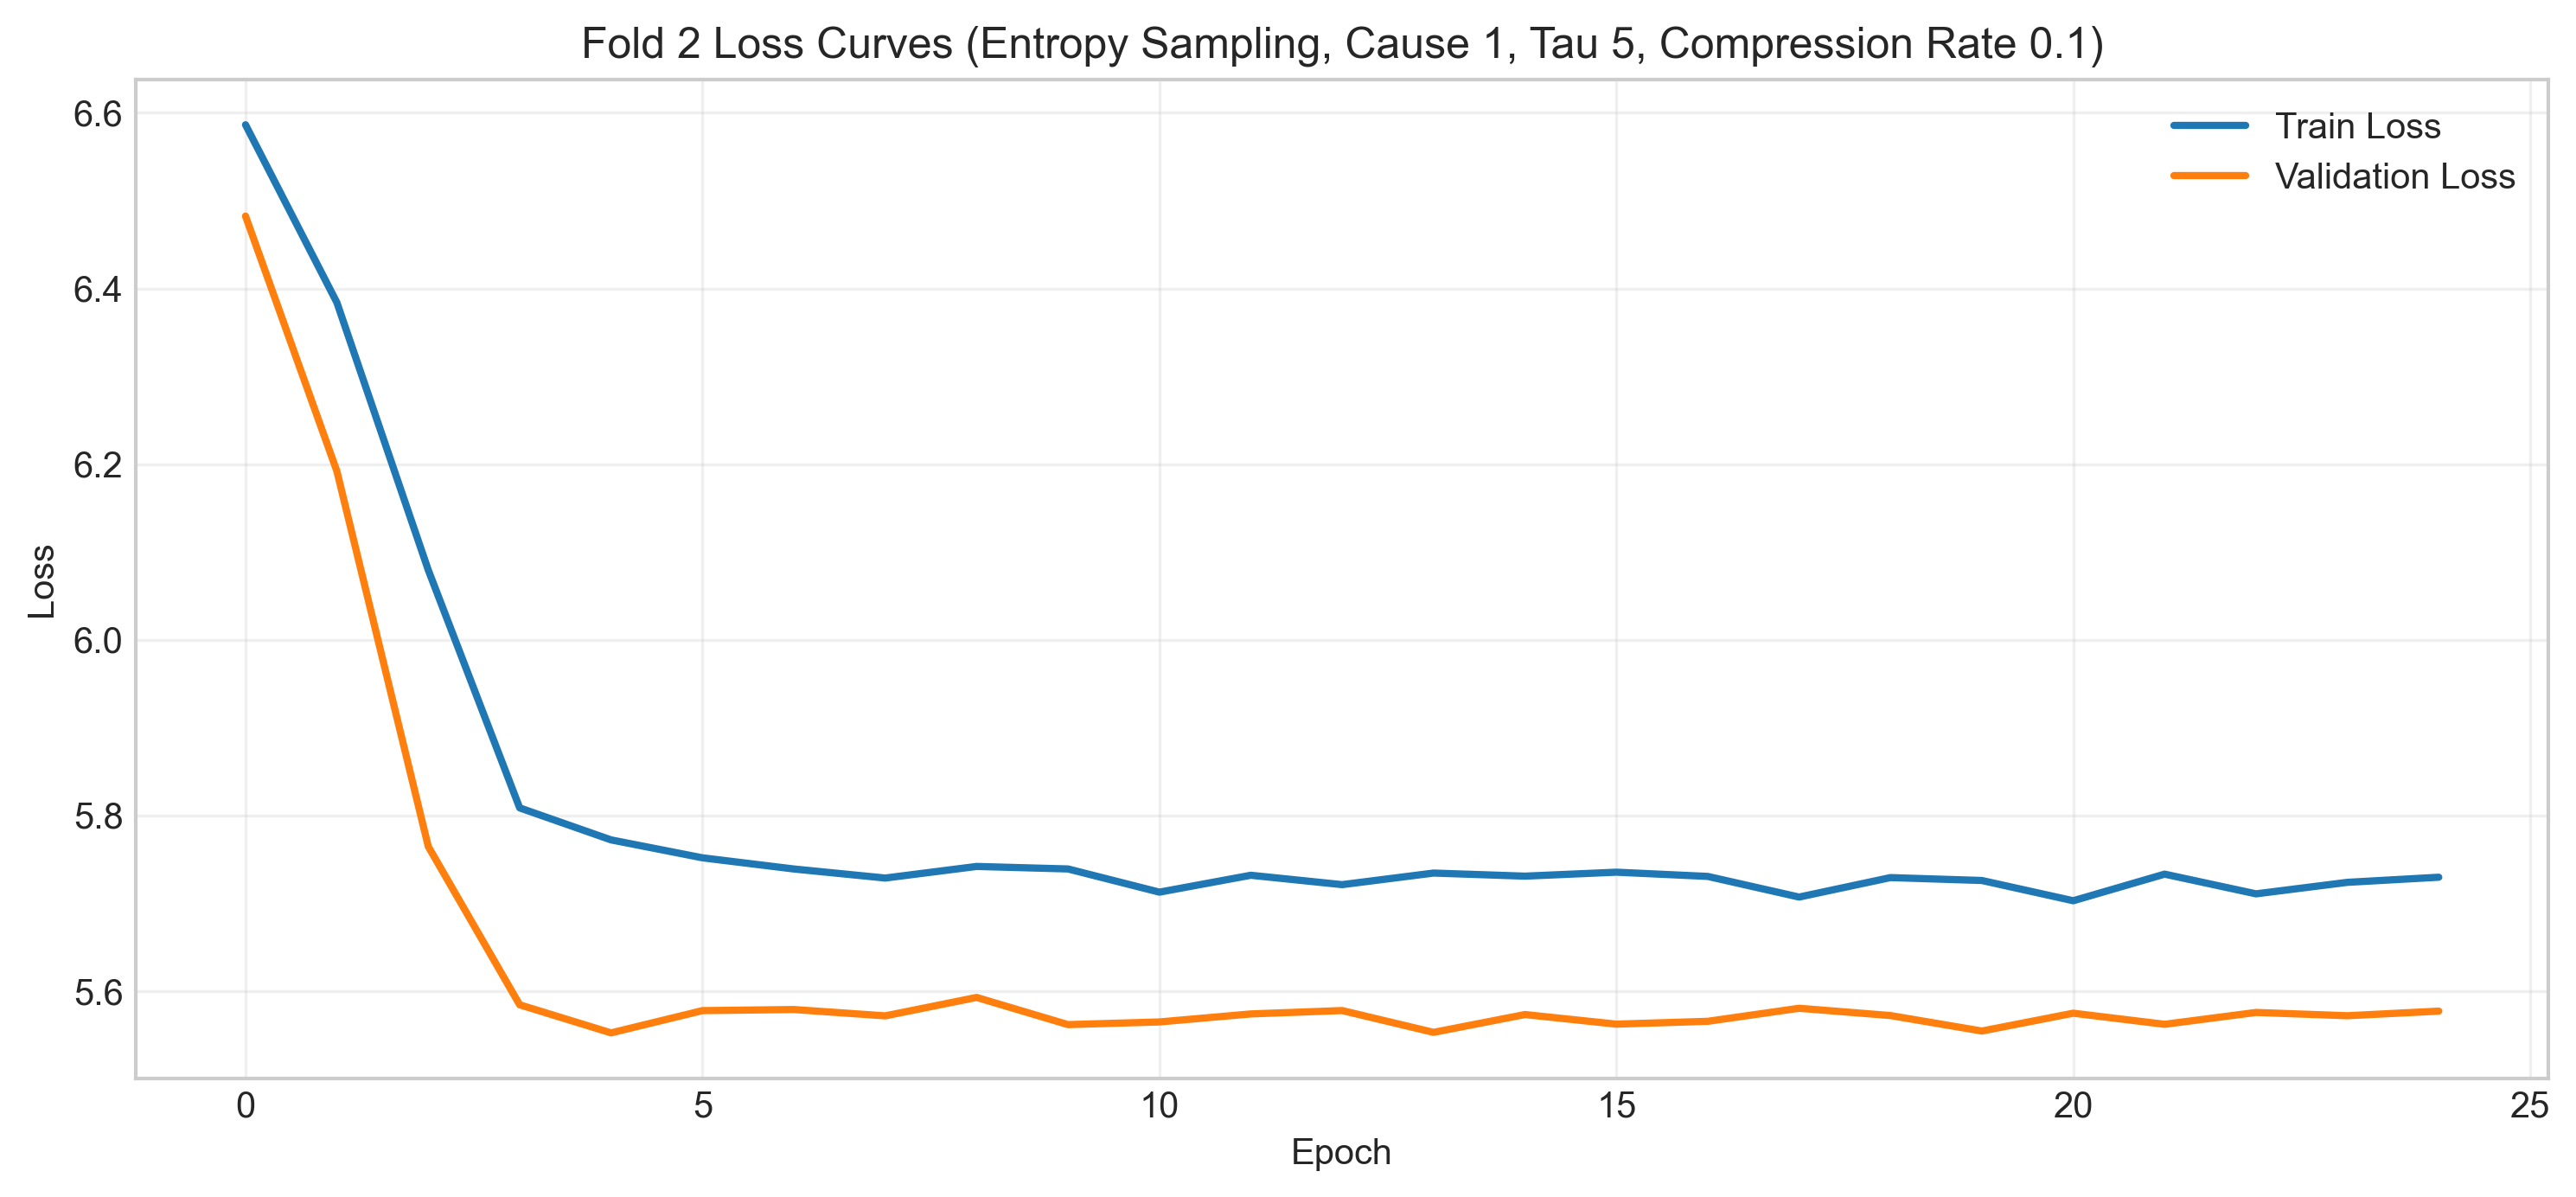 Fold 2 Loss Curves (Entropy Sampling, Cause 1, Tau 5, Compression Rate 0.1)
6.6
6.4
6.2
6.0
5.8
5.6
Loss
Train Loss
Validation Loss
0 5 10 15 20 25
Epoch